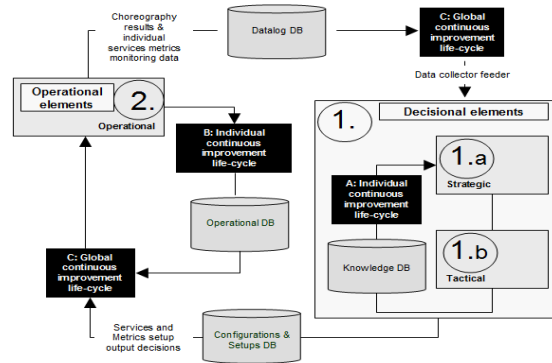 Choreography
results &
individual
services metrics
monitoring data
Datalog DB
C: Global
continuous
improvement
life-cycle
Data collector feeder
Operational
elements
2.
Operational
B: Individual
continuous
improvement
life-cycle
Operational DB
C: Global
continuous
improvement
life-cycle
Services and
Metrics setup
output decisions
Configurations &
Setups DB
1.
Decisional elements
1.a
Strategic
A: Individual
continuous
improvement
life-cycle
Knowledge DB
1.b
Tactical